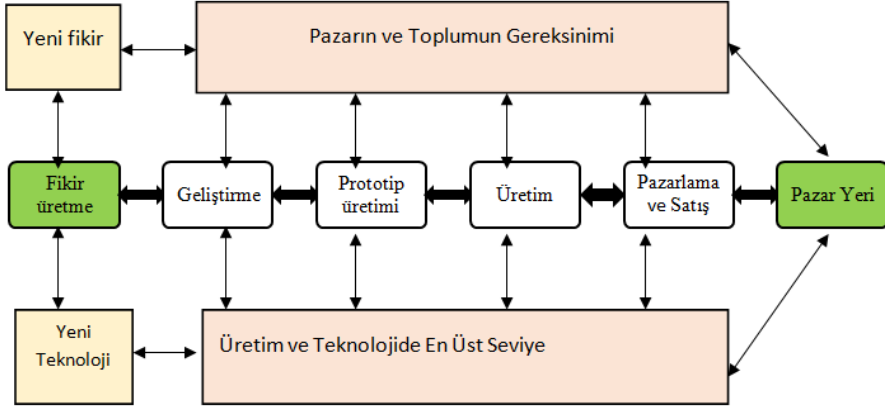 Yeni fikir
Pazarın ve Toplumun Gereksinimi
Fikir
üretme
Geliştirme
Prototip
üretimi
Üretim
Pazarlama
ve Satış
Pazar Yeri
Yeni
Teknoloji
Üretim ve Teknolojide En Üst Seviye